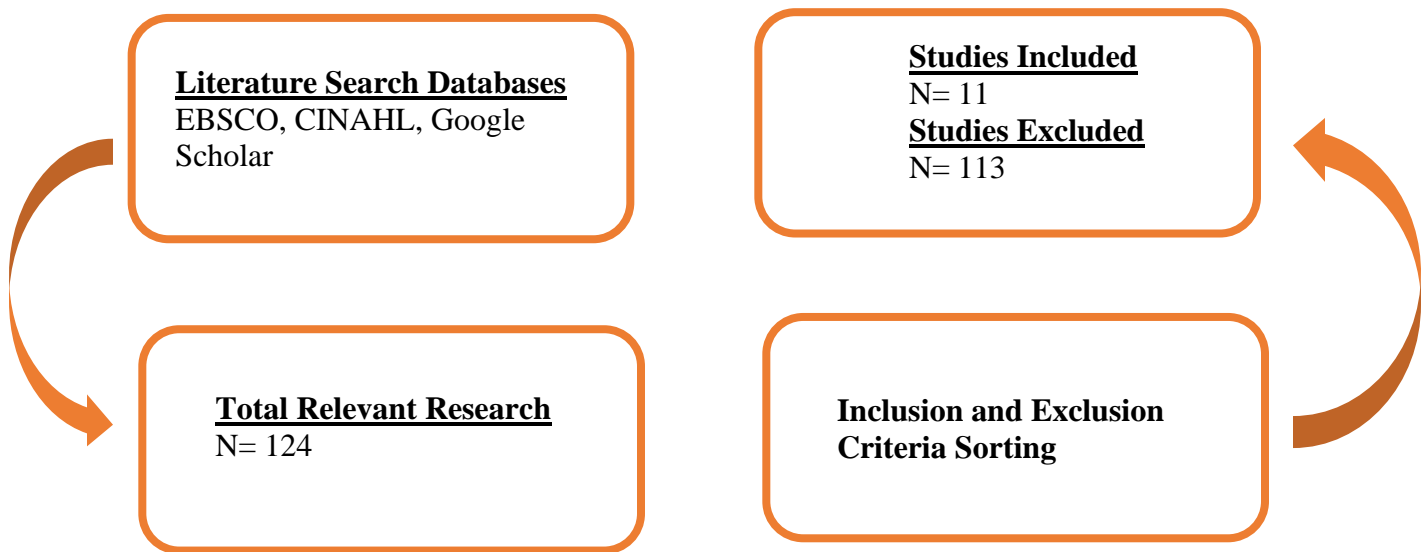 Literature Search Databases
EBSCO, CINAHL, Google
Scholar
Total Relevant Research
N= 124
Inclusion and Exclusion
Criteria Sorting
Studies Included
N= 11
Studies Excluded
N= 113